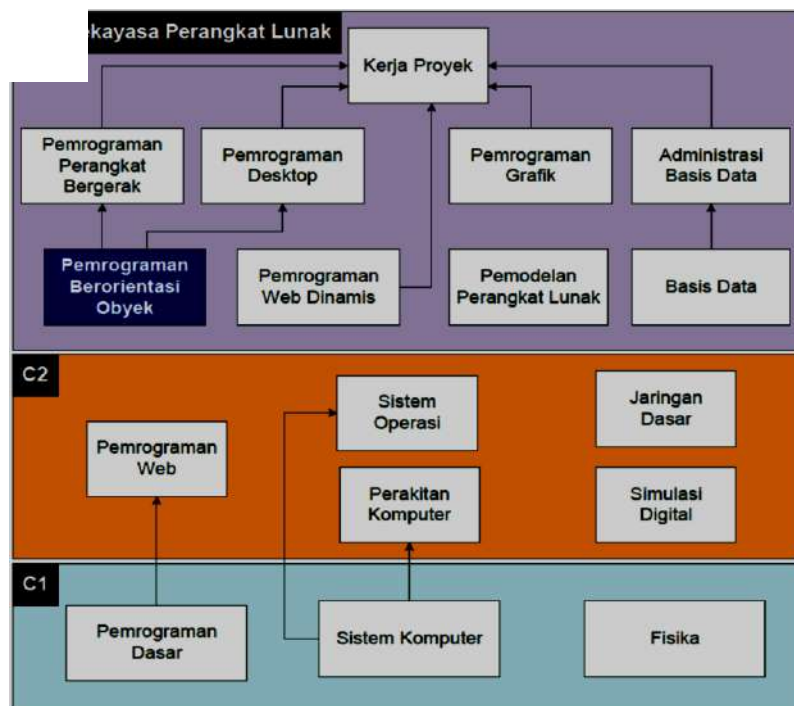 Perangkat Lunak
Kerja Proyek
Pemrograman
Perangkat
Bergerak
Pemrograman
Desktop
Pemrograman
Grafik
Administrasi
Basis Data
Pemrograman
Berorientasi
Obyek
Pemrograman
Web Dinamis
Pemodelan
Perangkat Lunak
Basis Data
C2
Sistem
Operasi
Jaringan
Dasar
Pemrograman
Web
Perakitan
Komputer
Simulasi
Digital
C1
Pemrograman
Dasar
Sistem Komputer
Fisika